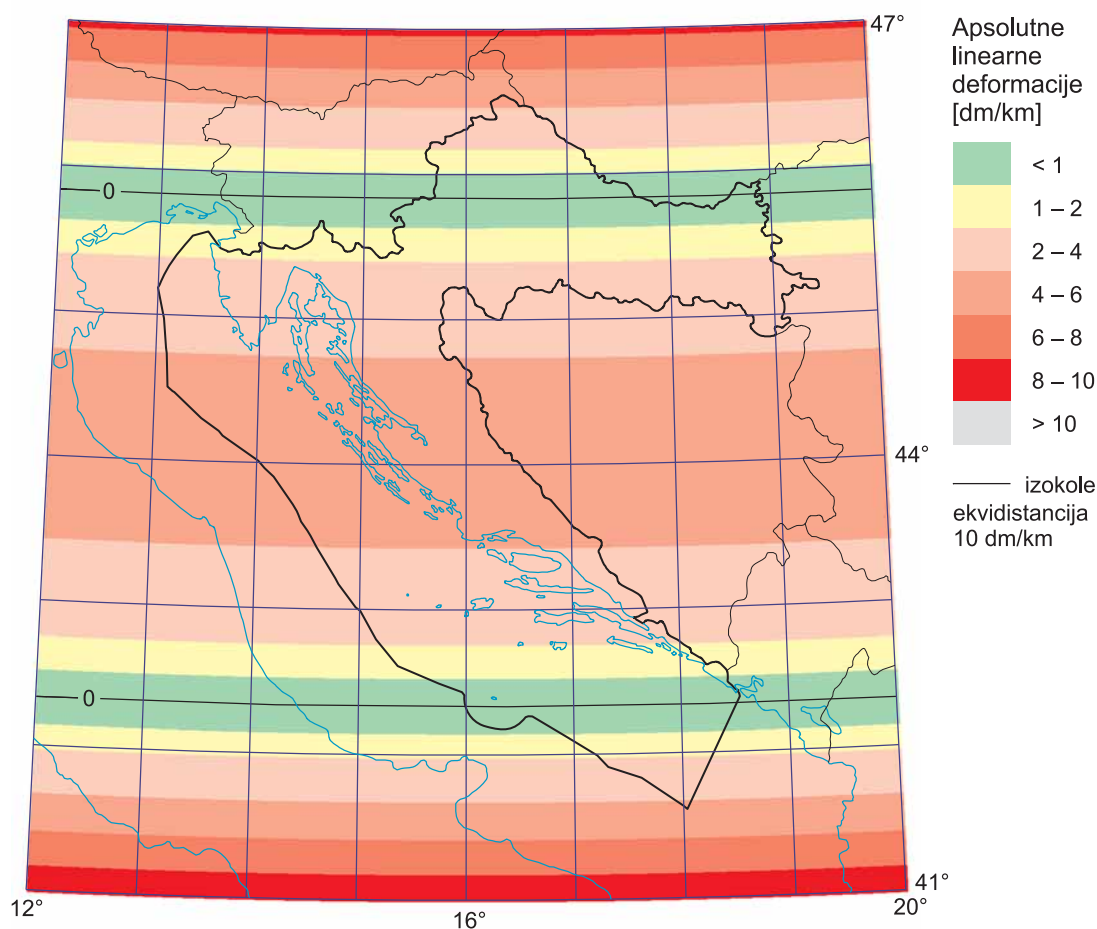 47°
Apsolutne
linearne
deformacije
[dm/km]
< 1
1 – 2
2 – 4
4 – 6
6 – 8
8 – 10
> 10
izokole
ekvidistancija
10 dm/km
0
44°
0
41°
12°
16°
20°